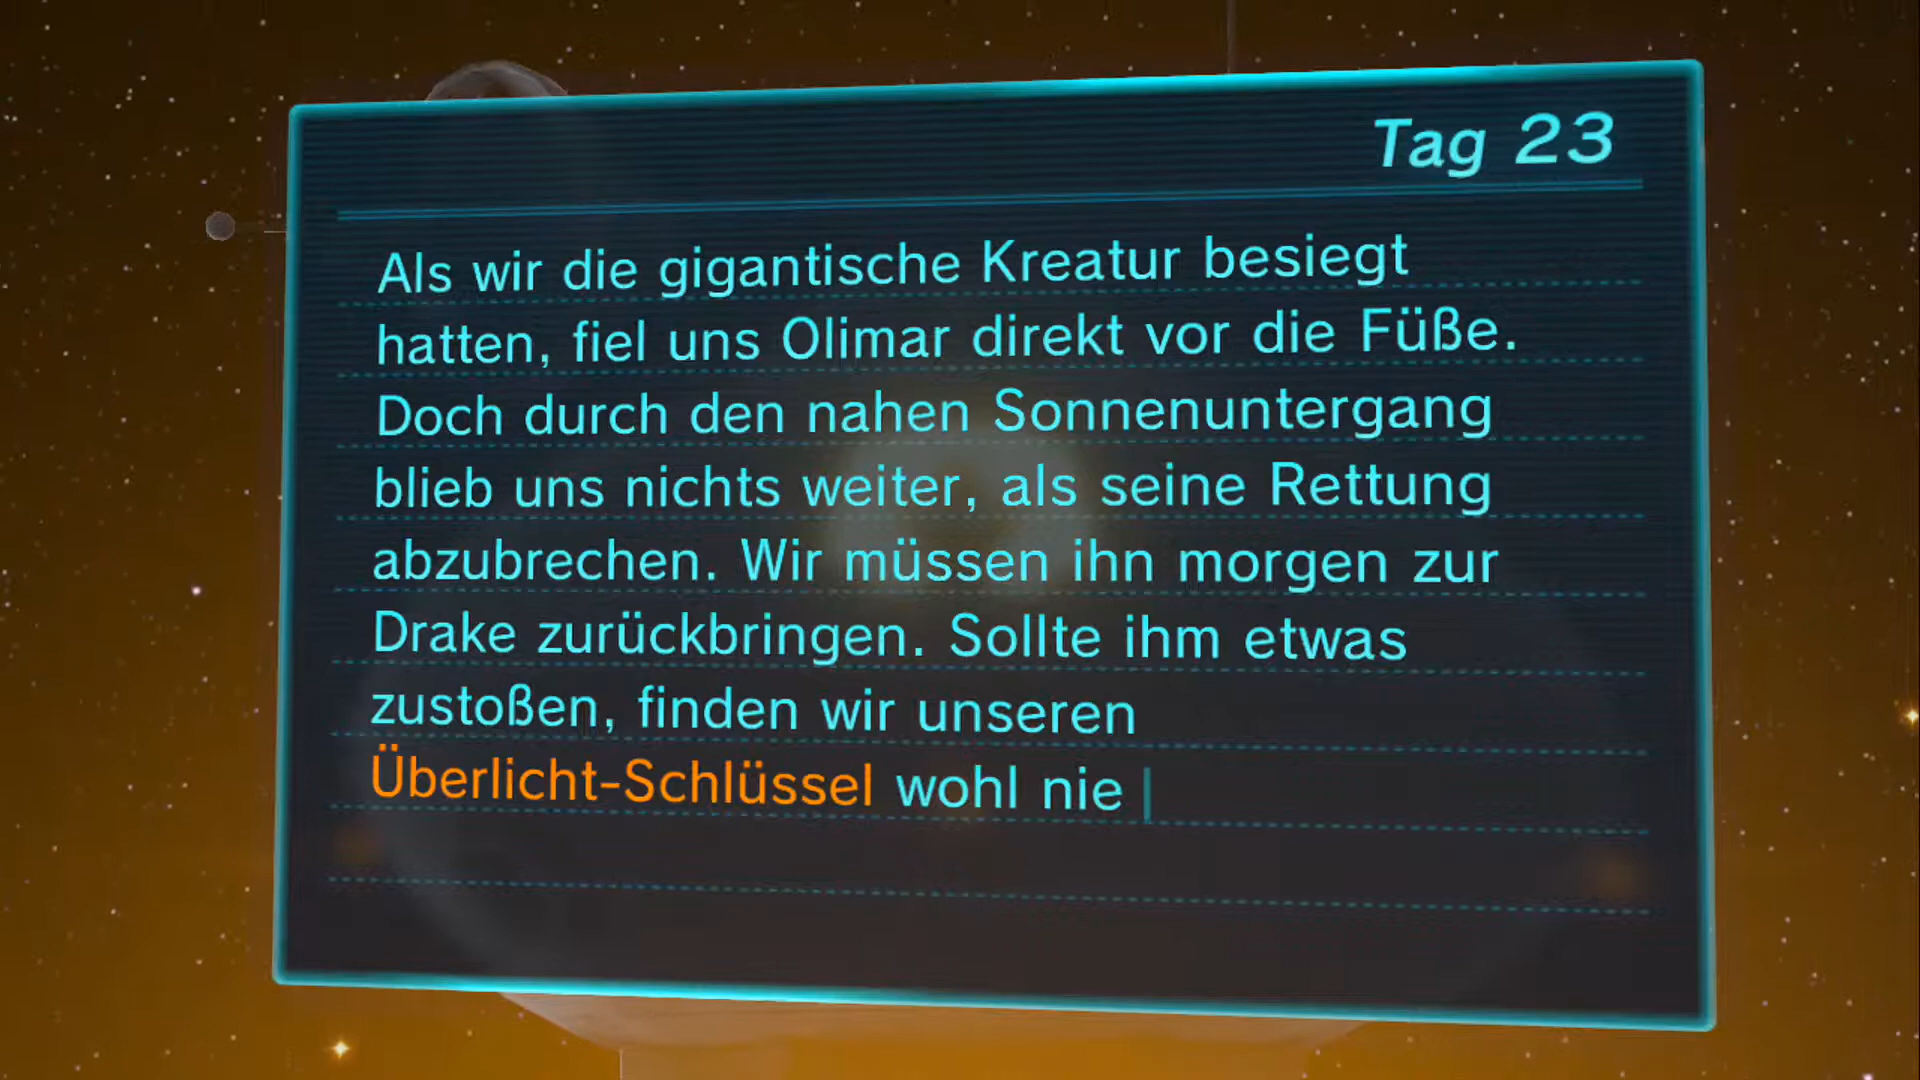 Tag 23
Als wir die gigantische Kreatur besiegt
hatten, fiel uns Olimar direkt vor die Füße.
Doch durch den nahen Sonnenuntergang
blieb uns nichts weiter, als seine Rettung
abzubrechen. Wir müssen ihn morgen zur
Drake zurückbringen. Sollte ihm etwas
zustoßen, finden wir unseren
Überlicht-Schlüssel wohl nie